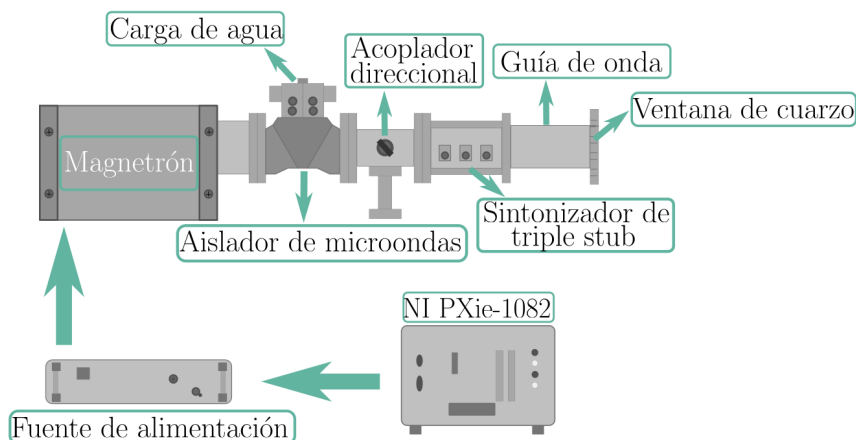 Carga de agua
Acoplador
direccional
Guía de onda
Ventana de cuarzo
Magnetrón
Aislador de microondas
Sintonizador de
triple stub
NI PXie-1082
Fuente de alimentación